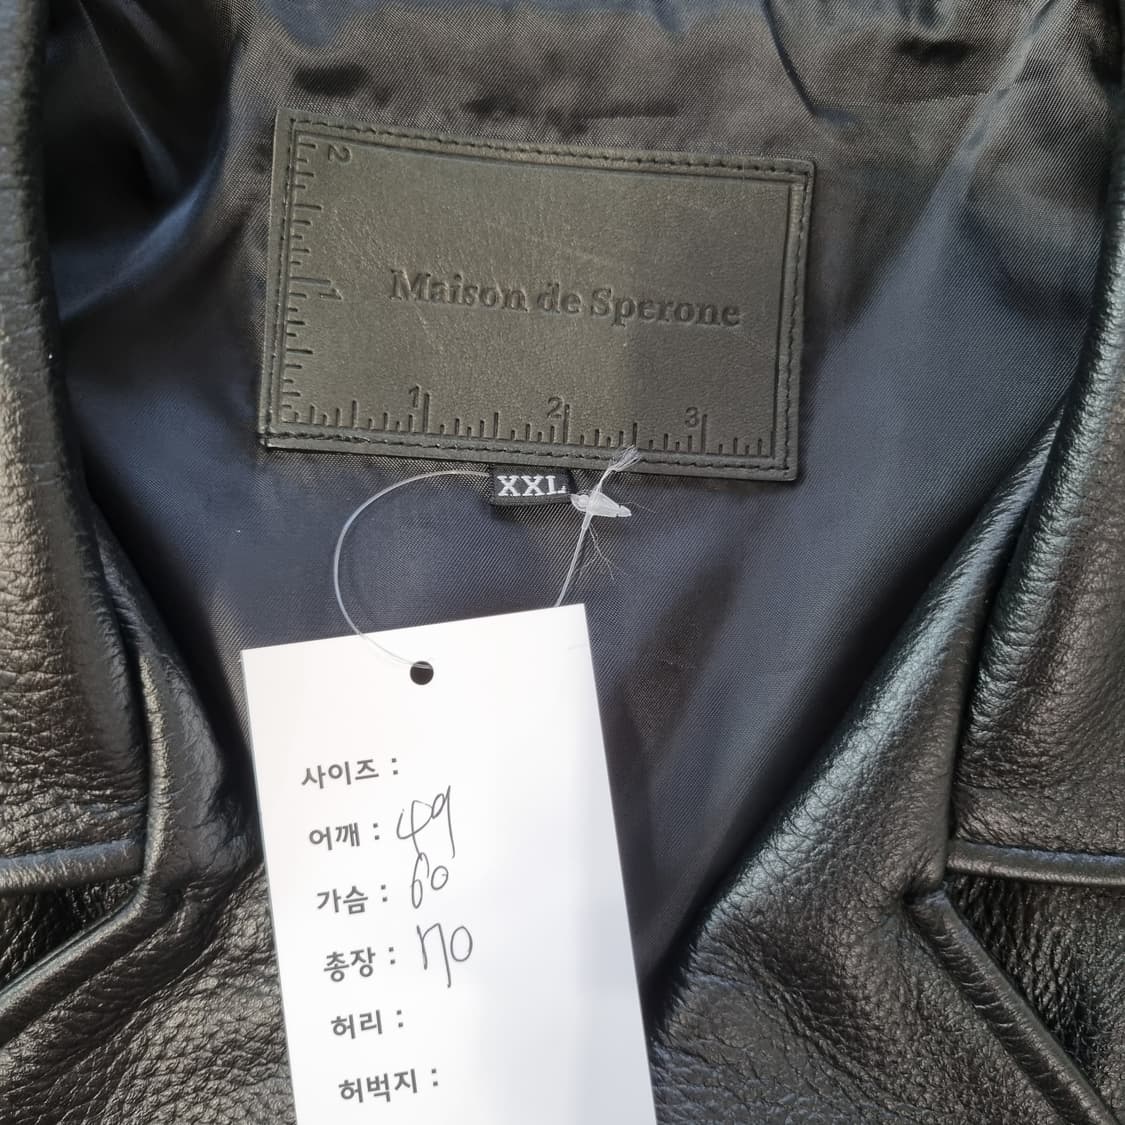 2
1
Maison de Sperone
1 2 3
XXL
사이즈 :
어깨 : 49
가슴 : 60
총장 : 70
허리 :
허벅지 :